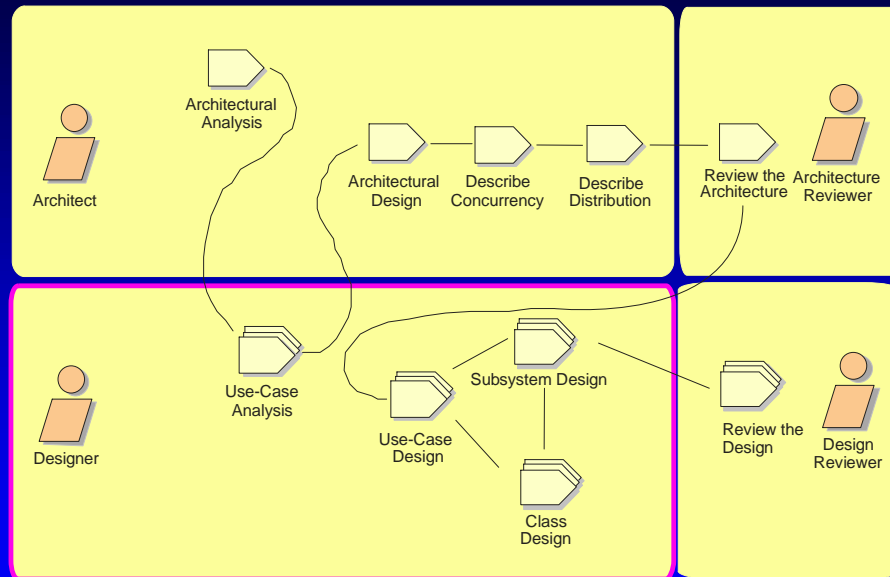 Architectural
Analysis
Architect
Architectural
Design
Describe
Concurrency
Describe
Distribution
Review the
Architecture
Architecture
Reviewer
Use-Case
Analysis
Designer
Use-Case
Design
Subsystem Design
Class
Design
Review the
Design
Design
Reviewer